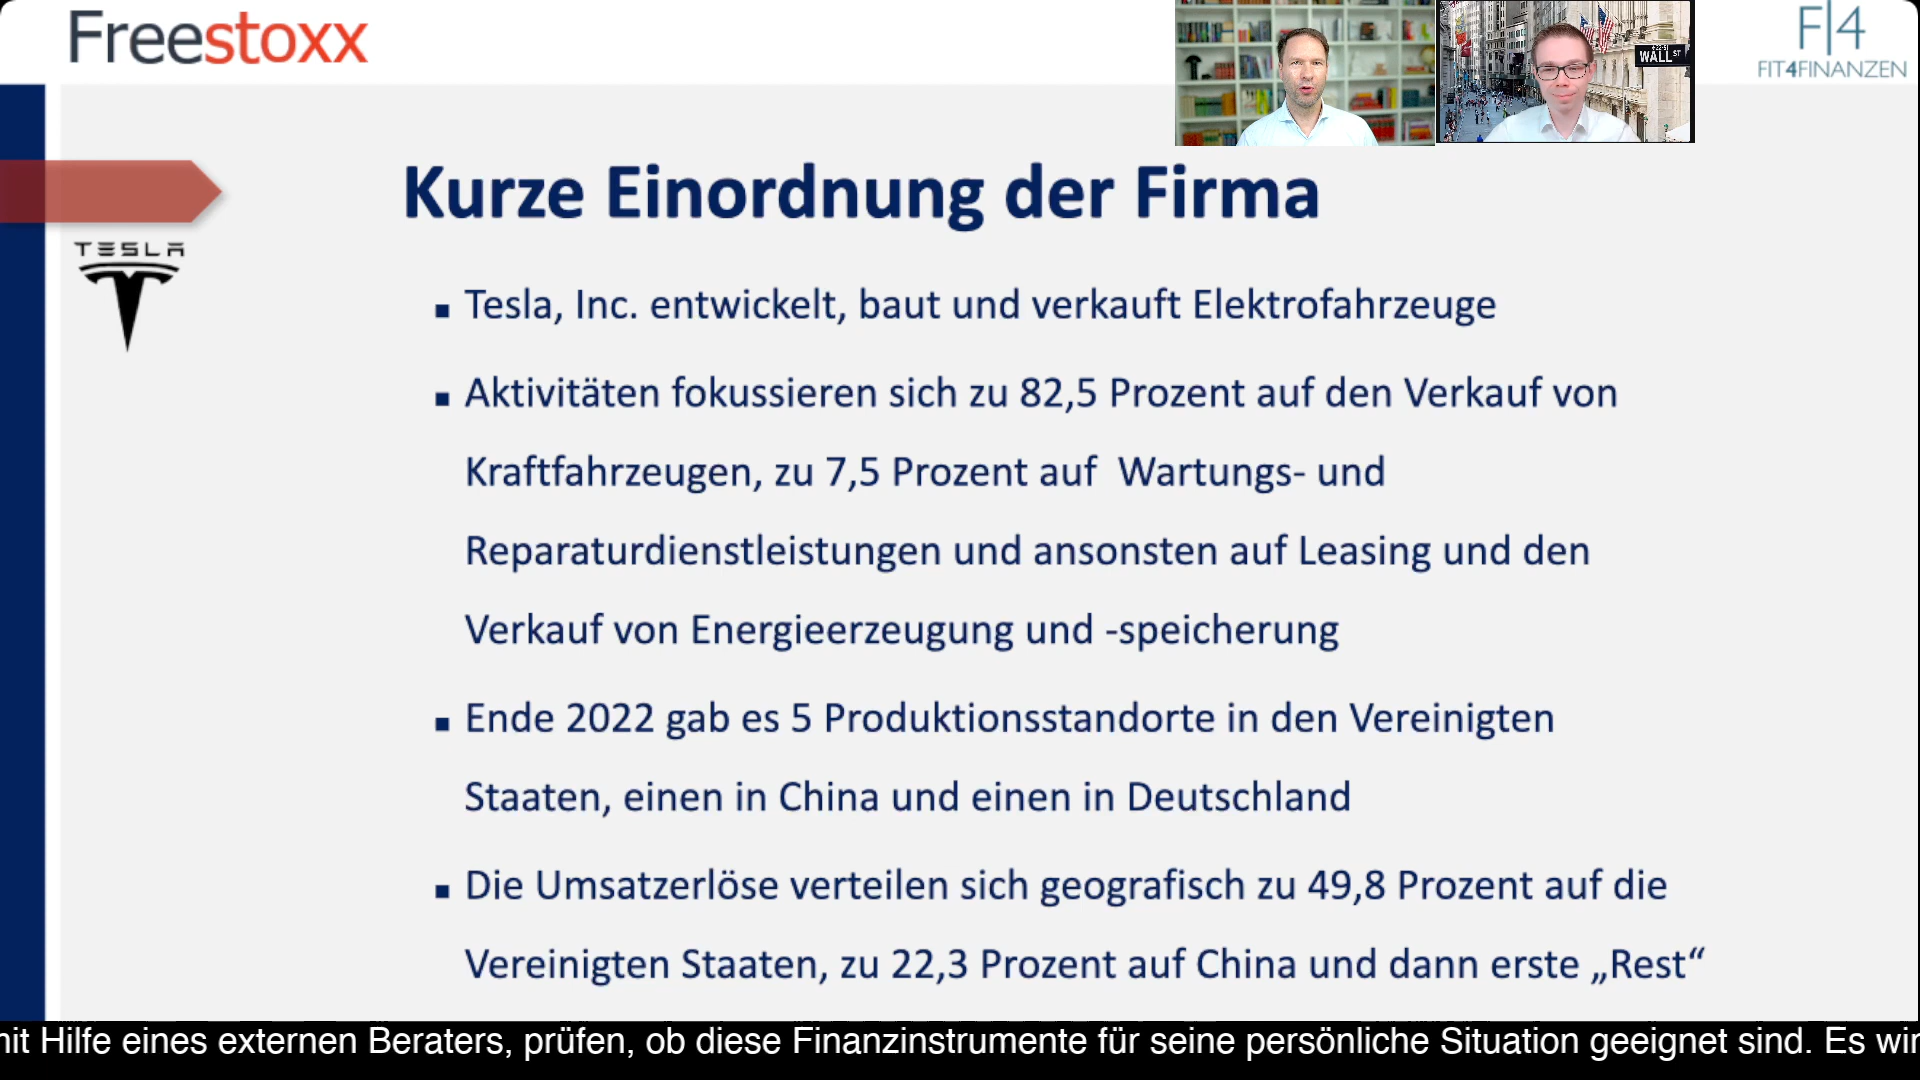 Freestoxx
WALL ST
F|4
FIT4FINANZEN
Kurze Einordnung der Firma
TESLA
▪ Tesla, Inc. entwickelt, baut und verkauft Elektrofahrzeuge
▪ Aktivitäten fokussieren sich zu 82,5 Prozent auf den Verkauf von
Kraftfahrzeugen, zu 7,5 Prozent auf  Wartungs- und
Reparaturdienstleistungen und ansonsten auf Leasing und den
Verkauf von Energieerzeugung und -speicherung
▪ Ende 2022 gab es 5 Produktionsstandorte in den Vereinigten
Staaten, einen in China und einen in Deutschland
▪ Die Umsatzerlöse verteilen sich geografisch zu 49,8 Prozent auf die
Vereinigten Staaten, zu 22,3 Prozent auf China und dann erste „Rest“
mit Hilfe eines externen Beraters, prüfen, ob diese Finanzinstrumente für seine persönliche Situation geeignet sind. Es wir